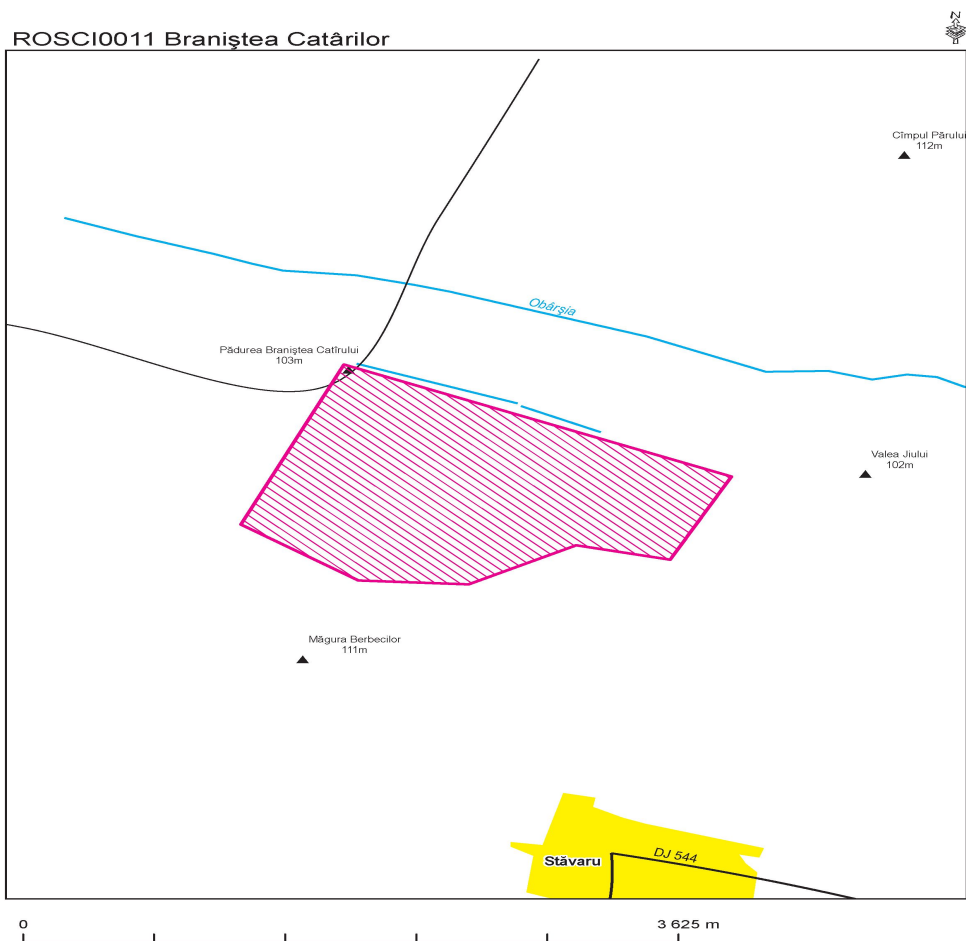 N
ROSCI0011 Braniştea Catârilor
Cîmpul Părului
112m
Obârşia
Pădurea Braniştea Catîrului
103m
Valea Jiului
102m
Măgura Berbecilor
111m
Stăvaru
DJ 544
0
3 625 m